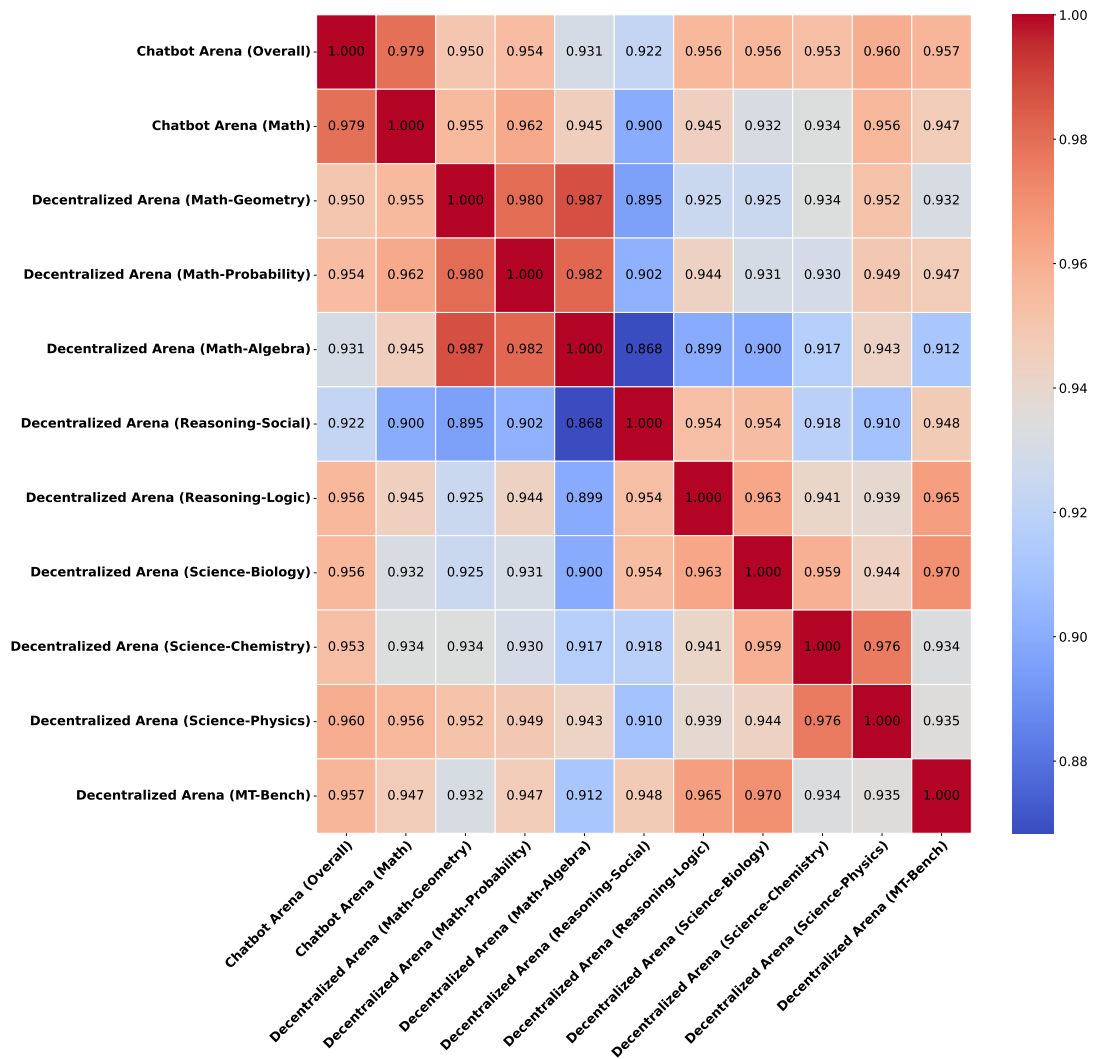 Chatbot Arena (Overall) 1.000 0.979 0.950 0.954 0.931 0.922 0.956 0.956 0.953 0.960 0.957
Chatbot Arena (Math) 0.979 1.000 0.955 0.962 0.945 0.900 0.945 0.932 0.934 0.956 0.947
Decentralized Arena (Math-Geometry) 0.950 0.955 1.000 0.980 0.987 0.895 0.925 0.925 0.934 0.952 0.932
Decentralized Arena (Math-Probability) 0.954 0.962 0.980 1.000 0.982 0.902 0.944 0.931 0.930 0.949 0.947
Decentralized Arena (Math-Algebra) 0.931 0.945 0.987 0.982 1.000 0.868 0.899 0.900 0.917 0.943 0.912
Decentralized Arena (Reasoning-Social) 0.922 0.900 0.895 0.902 0.868 1.000 0.954 0.954 0.918 0.910 0.948
Decentralized Arena (Reasoning-Logic) 0.956 0.945 0.925 0.944 0.899 0.954 1.000 0.963 0.941 0.939 0.965
Decentralized Arena (Science-Biology) 0.956 0.932 0.925 0.931 0.900 0.954 0.963 1.000 0.959 0.944 0.970
Decentralized Arena (Science-Chemistry) 0.953 0.934 0.934 0.930 0.917 0.918 0.941 0.959 1.000 0.976 0.934
Decentralized Arena (Science-Physics) 0.960 0.956 0.952 0.949 0.943 0.910 0.939 0.944 0.976 1.000 0.935
Decentralized Arena (MT-Bench) 0.957 0.947 0.932 0.947 0.912 0.948 0.965 0.970 0.934 0.935 1.000
Chatbot Arena (Overall)
Chatbot Arena (Math)
Decentralized Arena (Math-Geometry)
Decentralized Arena (Math-Probability)
Decentralized Arena (Math-Algebra)
Decentralized Arena (Reasoning-Social)
Decentralized Arena (Reasoning-Logic)
Decentralized Arena (Science-Biology)
Decentralized Arena (Science-Chemistry)
Decentralized Arena (Science-Physics)
Decentralized Arena (MT-Bench)
1.00
0.98
0.96
0.94
0.92
0.90
0.88